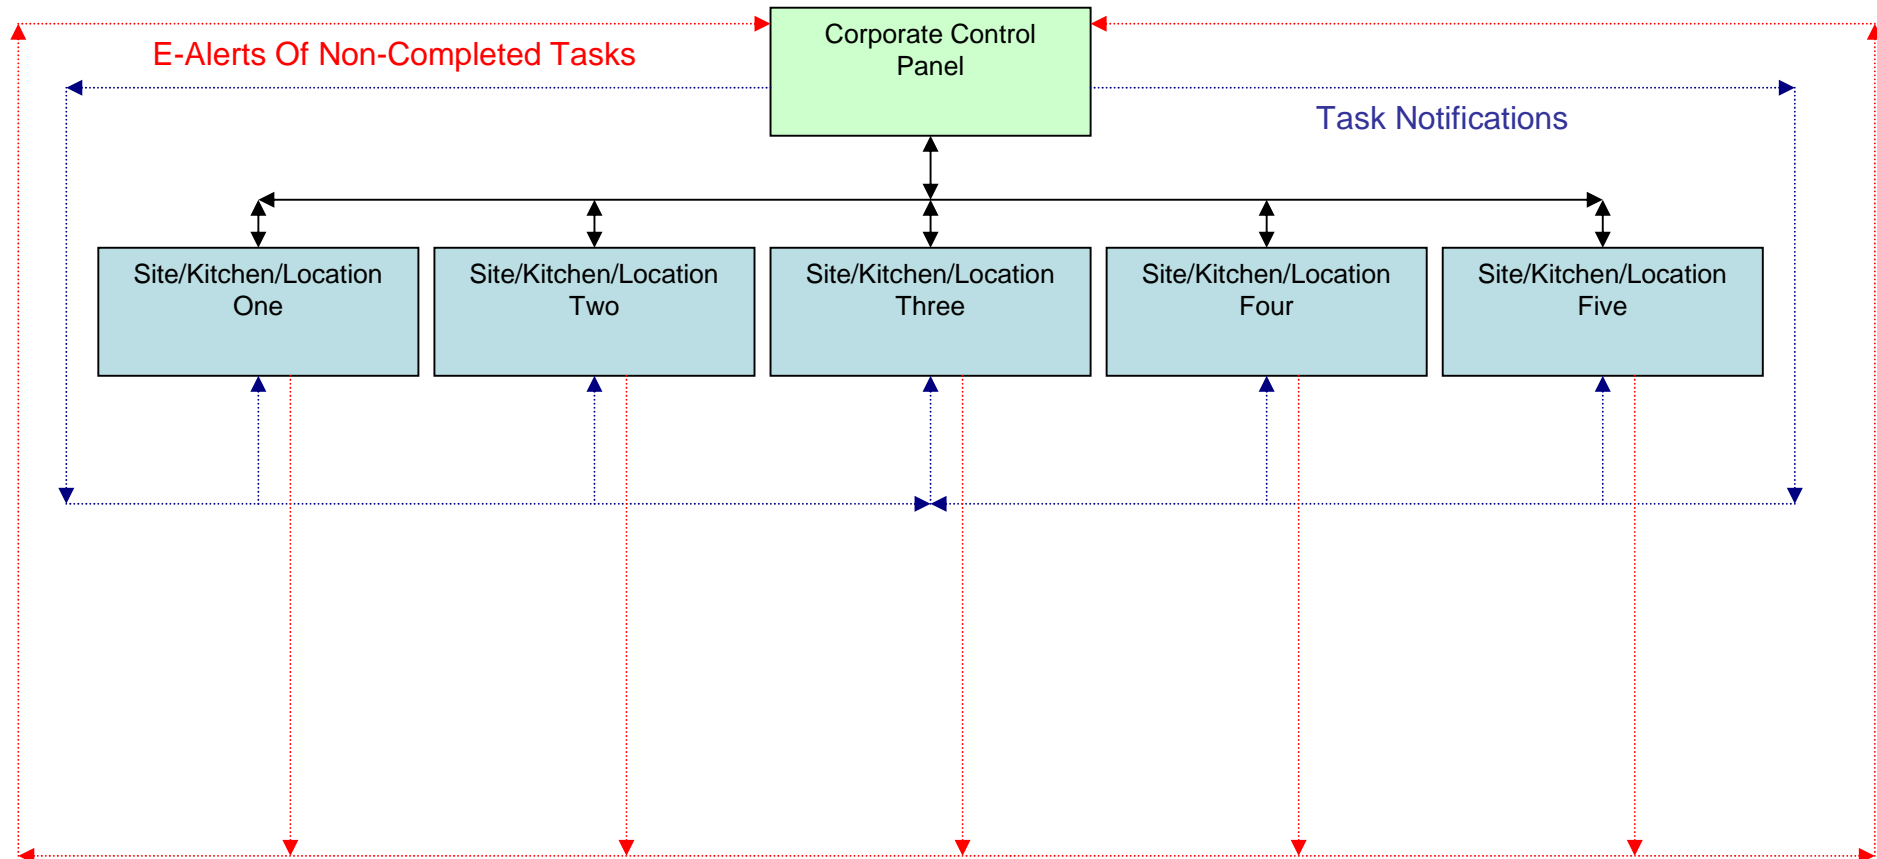 Corporate Control
Panel
E-Alerts Of Non-Completed Tasks
Task Notifications
Site/Kitchen/Location
One
Site/Kitchen/Location
Two
Site/Kitchen/Location
Three
Site/Kitchen/Location
Four
Site/Kitchen/Location
Five